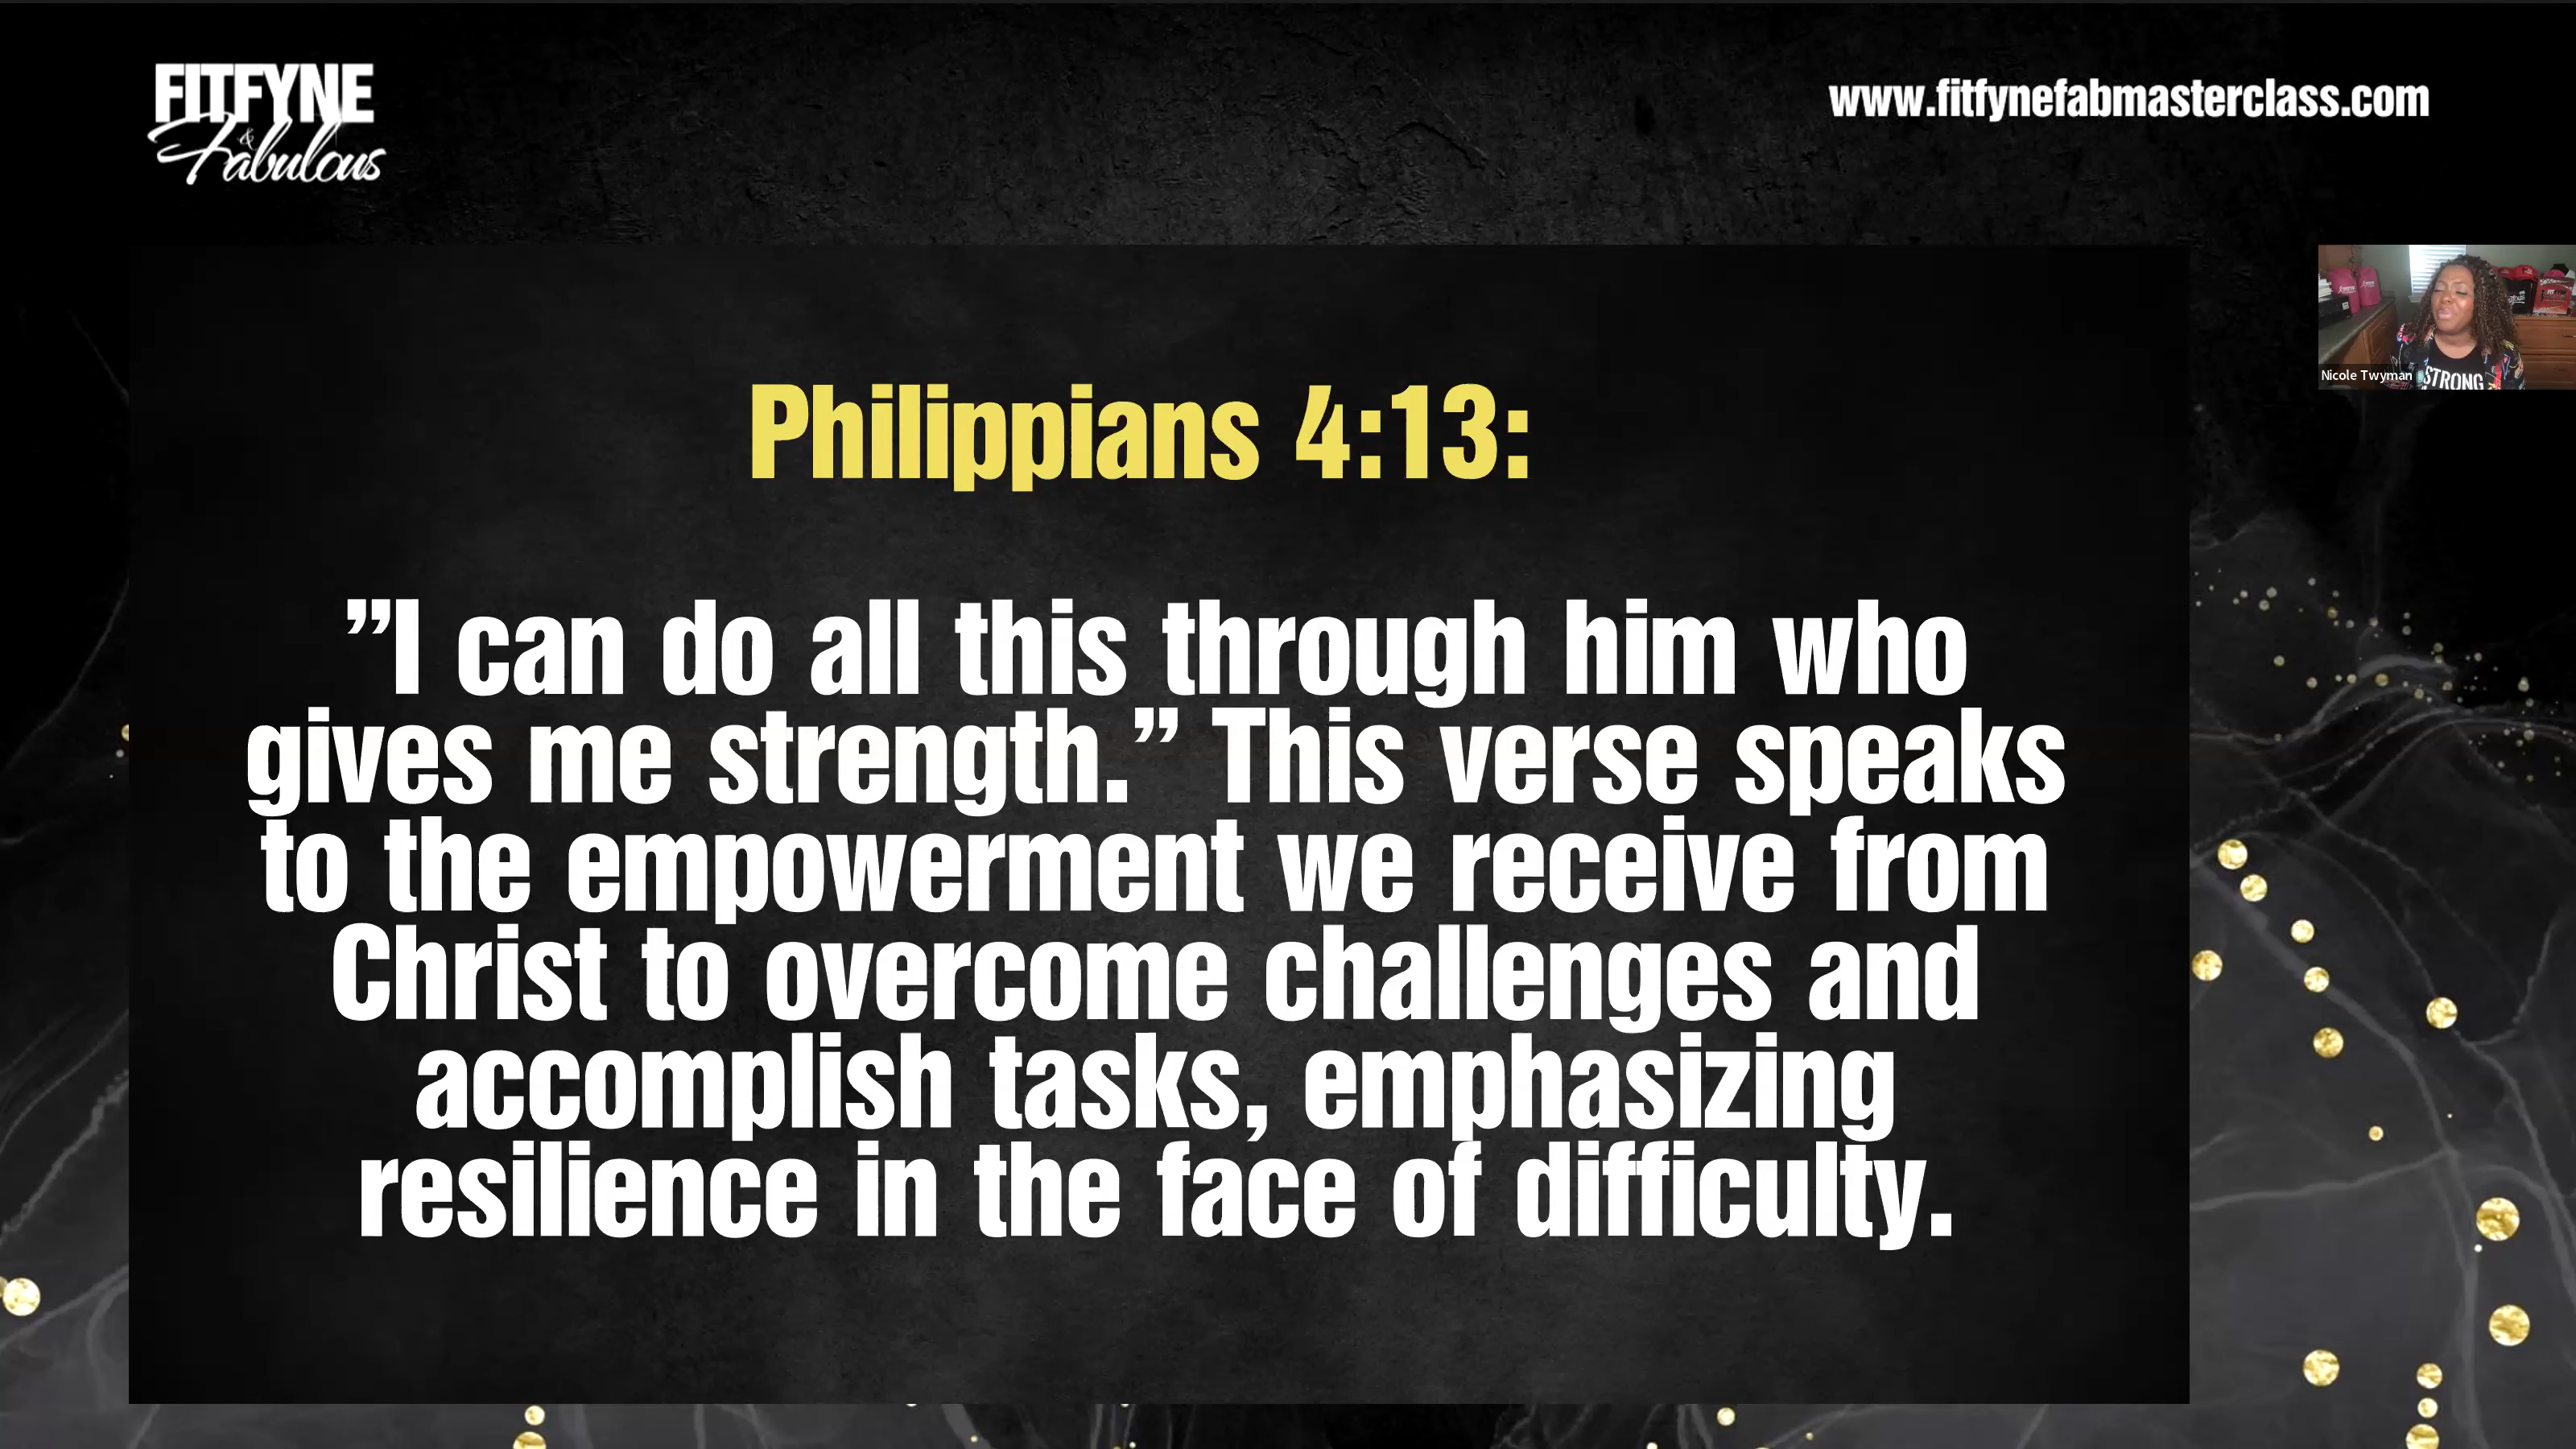 FITFYNE
& Fabulous
www.fitfynefabmasterclass.com
Philippians 4:13:
”I can do all this through him who
gives me strength.” This verse speaks
to the empowerment we receive from
Christ to overcome challenges and
accomplish tasks, emphasizing
resilience in the face of difficulty.
STRONG
Nicole Twyman